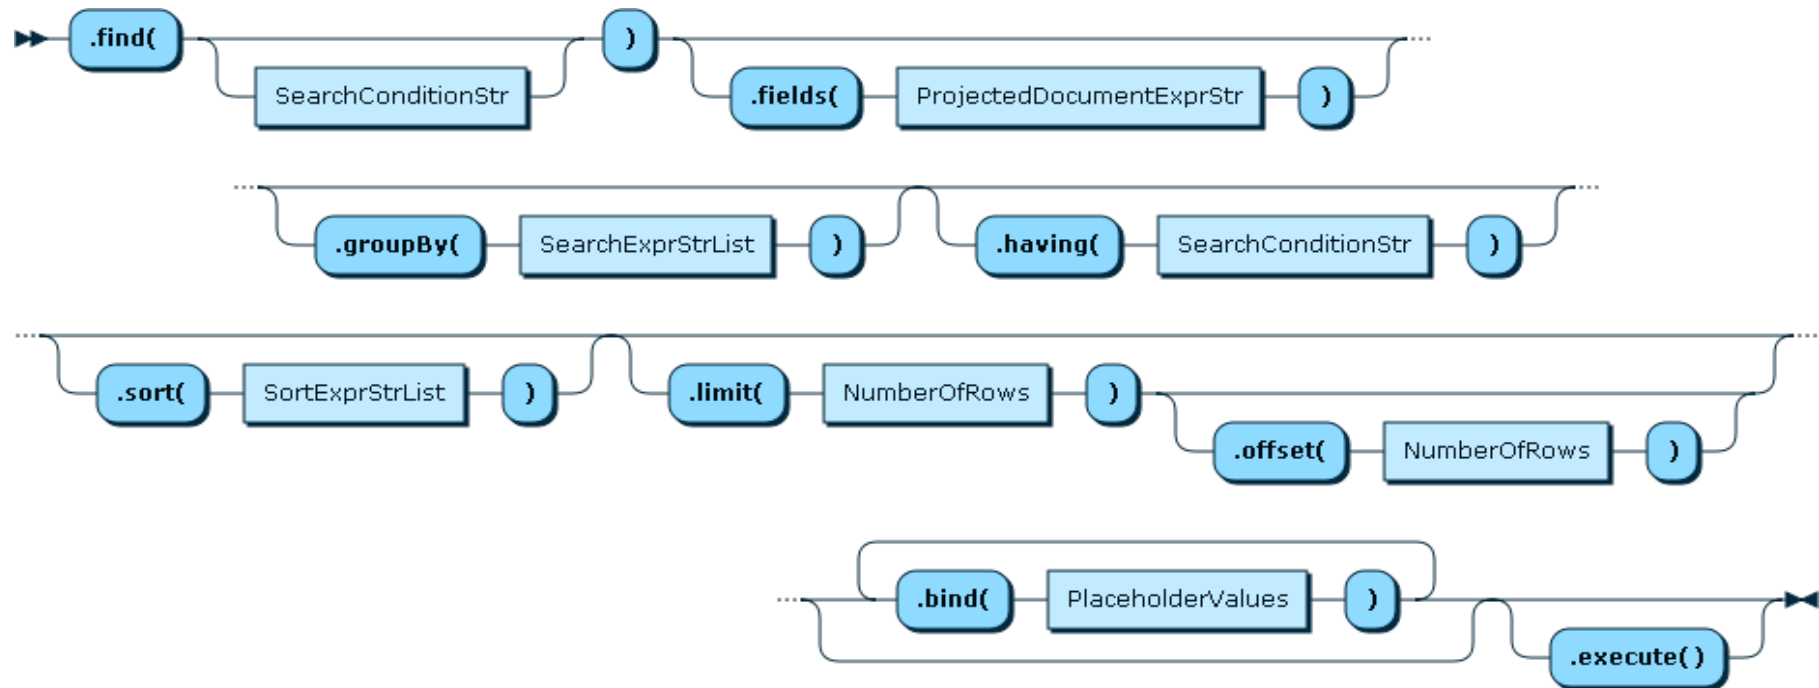 .find( ) 
SearchConditionStr .fields( ProjectedDocumentExprStr )
.groupBy( SearchExprStrList ) .having( SearchConditionStr )
.sort( SortExprStrList ) .limit( NumberOfRows )
.offset( NumberOfRows )
.bind( PlaceholderValues )
.execute()